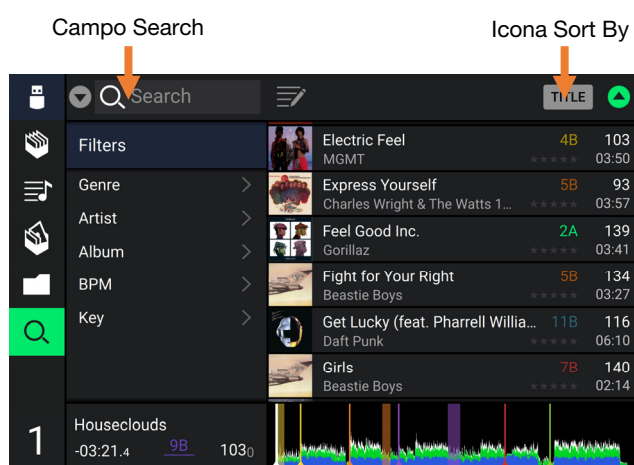 Campo Search
Icona Sort By
Search
TITLE
Filters
Genre
Artist
Album
BPM
Key
Electric Feel 4B 103
MGMT 03:50
Express Yourself 5B 93
Charles Wright & The Watts 1... 03:57
Feel Good Inc. 2A 139
Gorillaz 03:41
Fight for Your Right 5B 134
Beastie Boys 03:27
Get Lucky (feat. Pharrell Willia... 11B 116
Daft Punk 06:10
Girls 7B 140
Beastie Boys 02:14
1
Houseclouds
-03:21.4 9B 1030